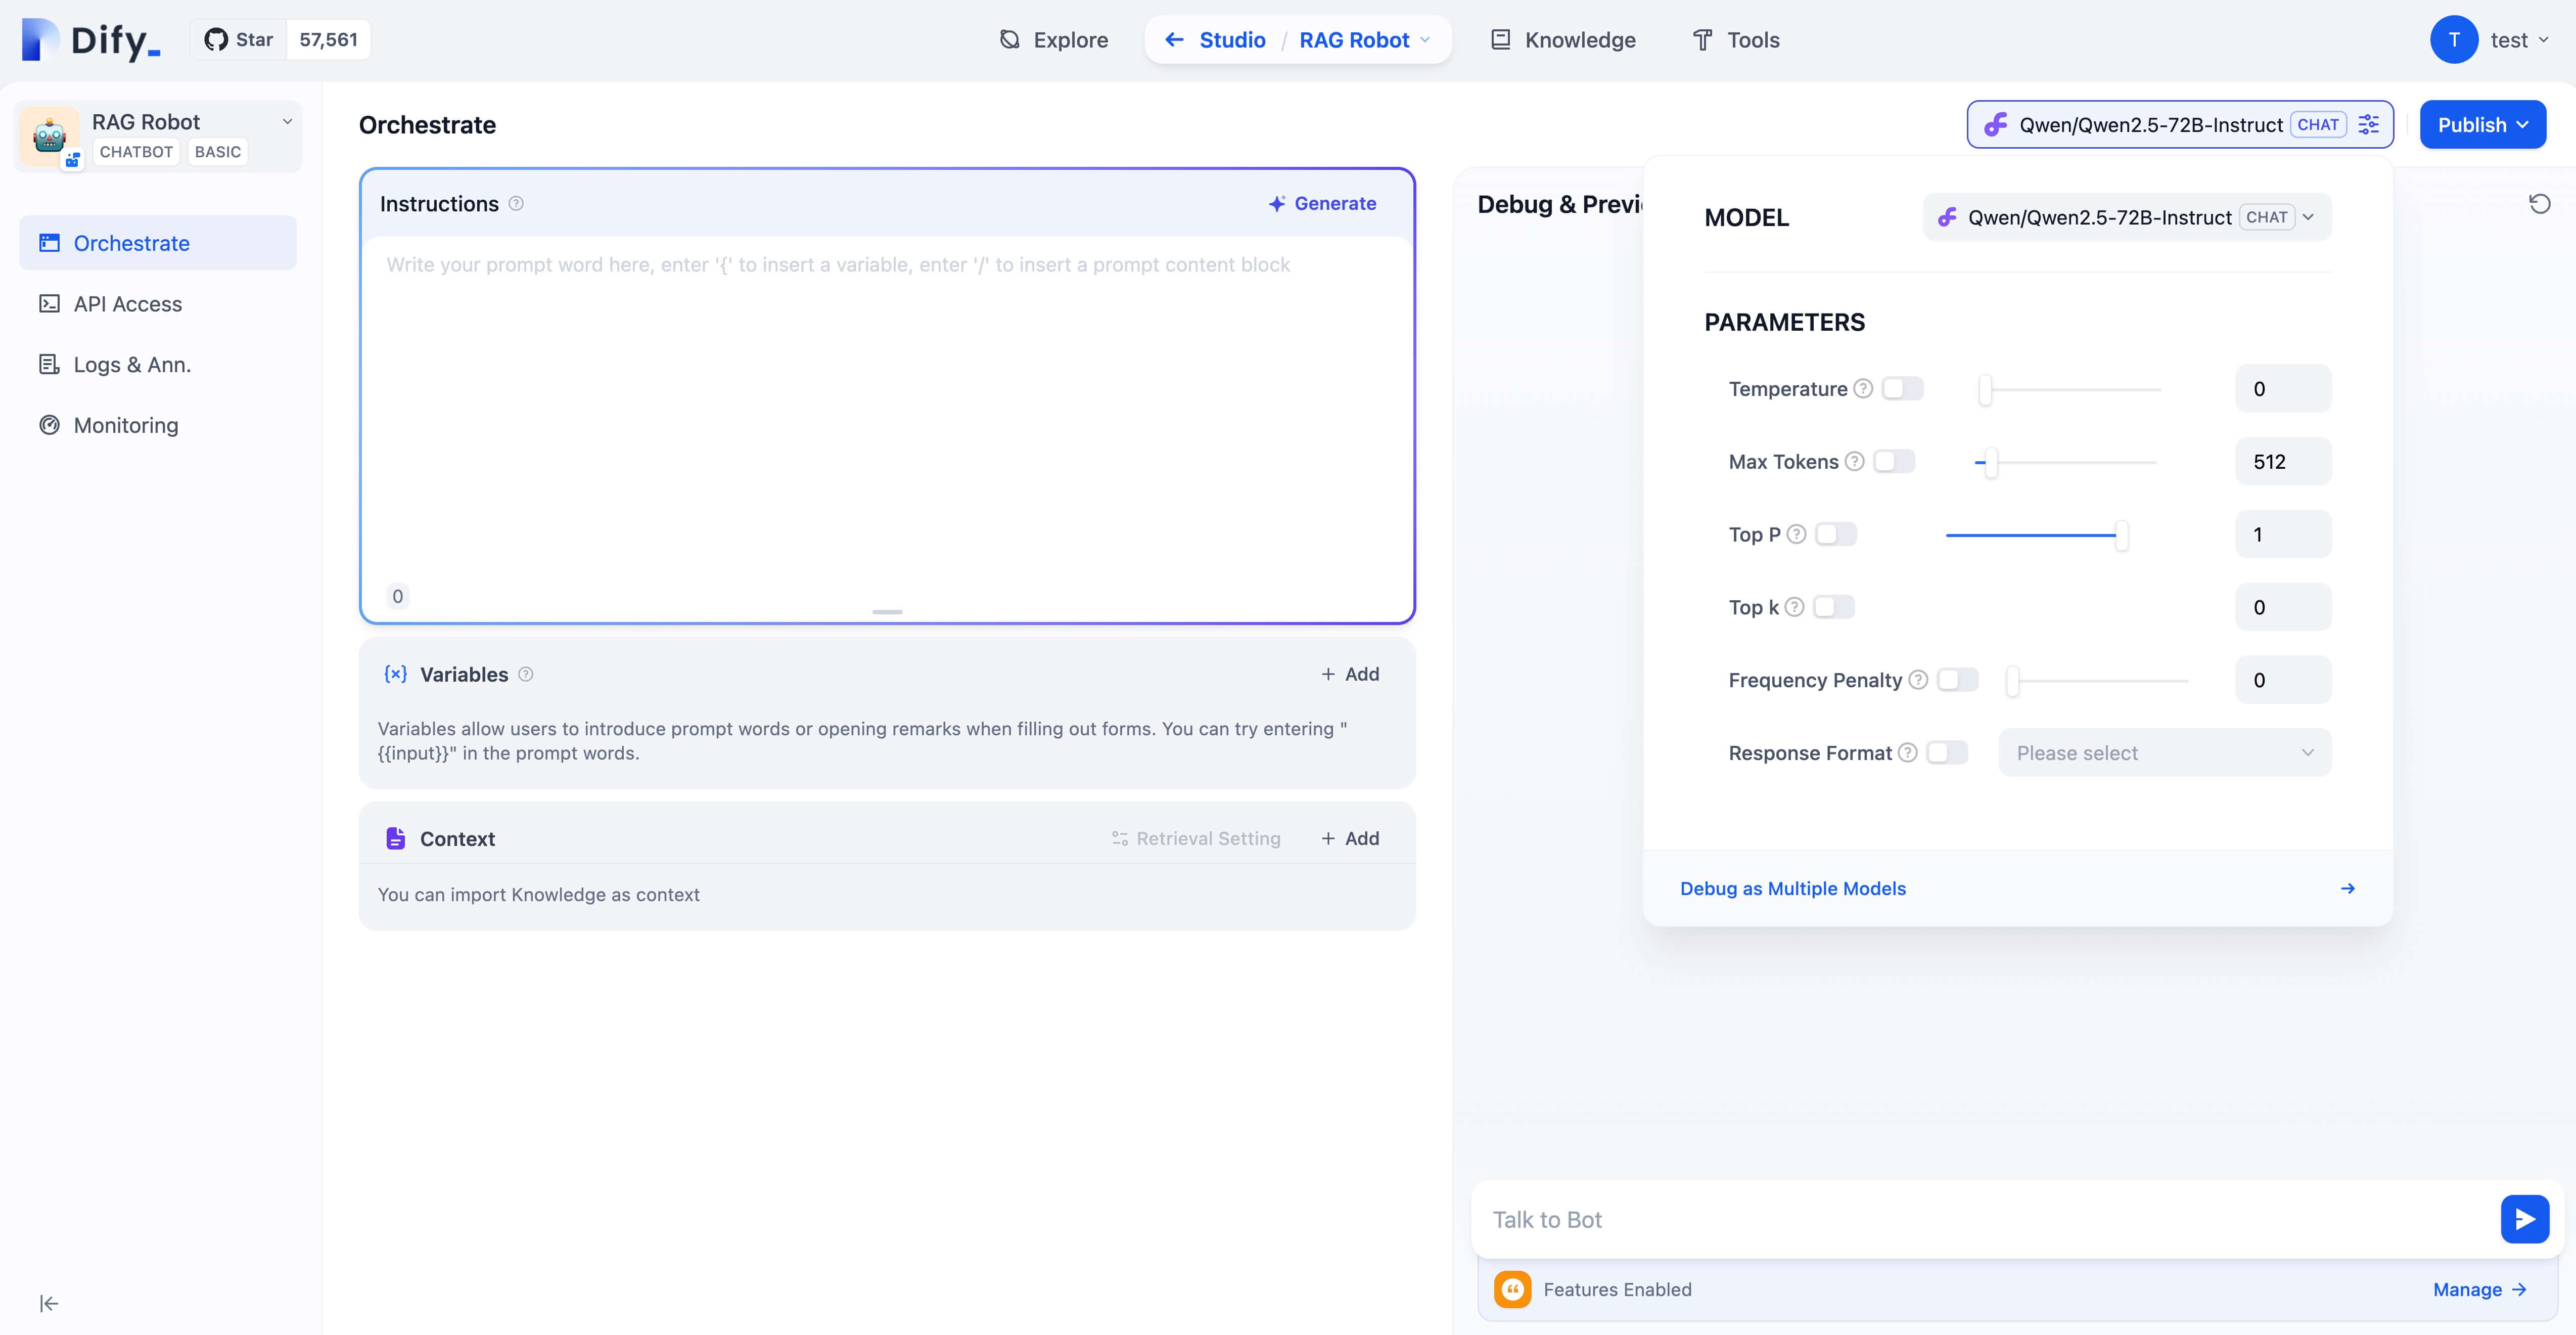 Dify_
Star 57,561
Explore
Studio / RAG Robot
Knowledge
Tools
T test
RAG Robot
CHATBOT BASIC
Orchestrate
API Access
Logs & Ann.
Monitoring
Orchestrate
Qwen/Qwen2.5-72B-Instruct CHAT
Publish
Instructions
Generate
Write your prompt word here, enter '{' to insert a variable, enter '/' to insert a prompt content block
0
Variables
+ Add
Variables allow users to introduce prompt words or opening remarks when filling out forms. You can try entering "
{{input}}" in the prompt words.
Context
Retrieval Setting
+ Add
You can import Knowledge as context
Debug & Previ
MODEL
Qwen/Qwen2.5-72B-Instruct CHAT
PARAMETERS
Temperature 0
Max Tokens 512
Top P 1
Top k 0
Frequency Penalty 0
Response Format Please select
Debug as Multiple Models
Talk to Bot
Features Enabled
Manage